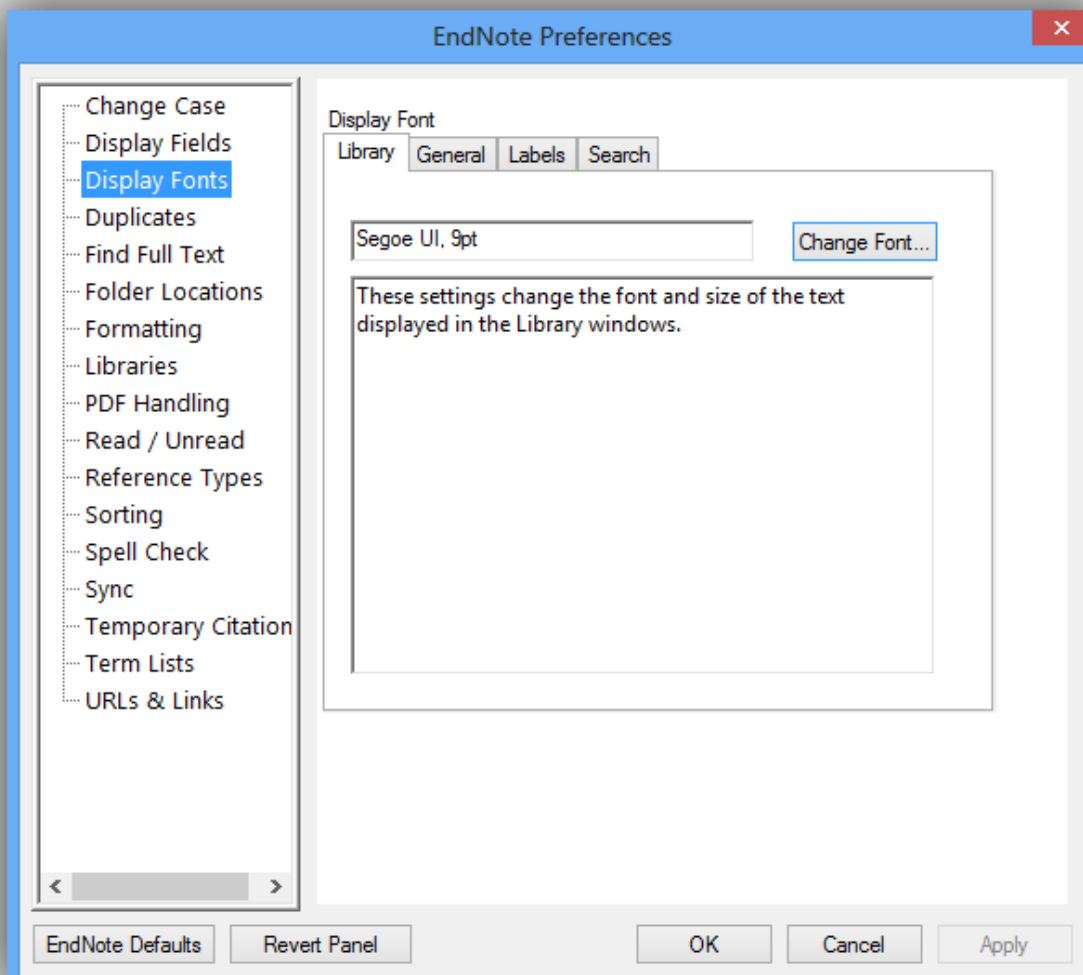 EndNote Preferences
Change Case
Display Fields
Display Fonts
Duplicates
Find Full Text
Folder Locations
Formatting
Libraries
PDF Handling
Read / Unread
Reference Types
Sorting
Spell Check
Sync
Temporary Citation
Term Lists
URLs & Links
Display Font
Library General Labels Search
Segoe UI, 9pt Change Font...
These settings change the font and size of the text
displayed in the Library windows.
EndNote Defaults Revert Panel OK Cancel Apply